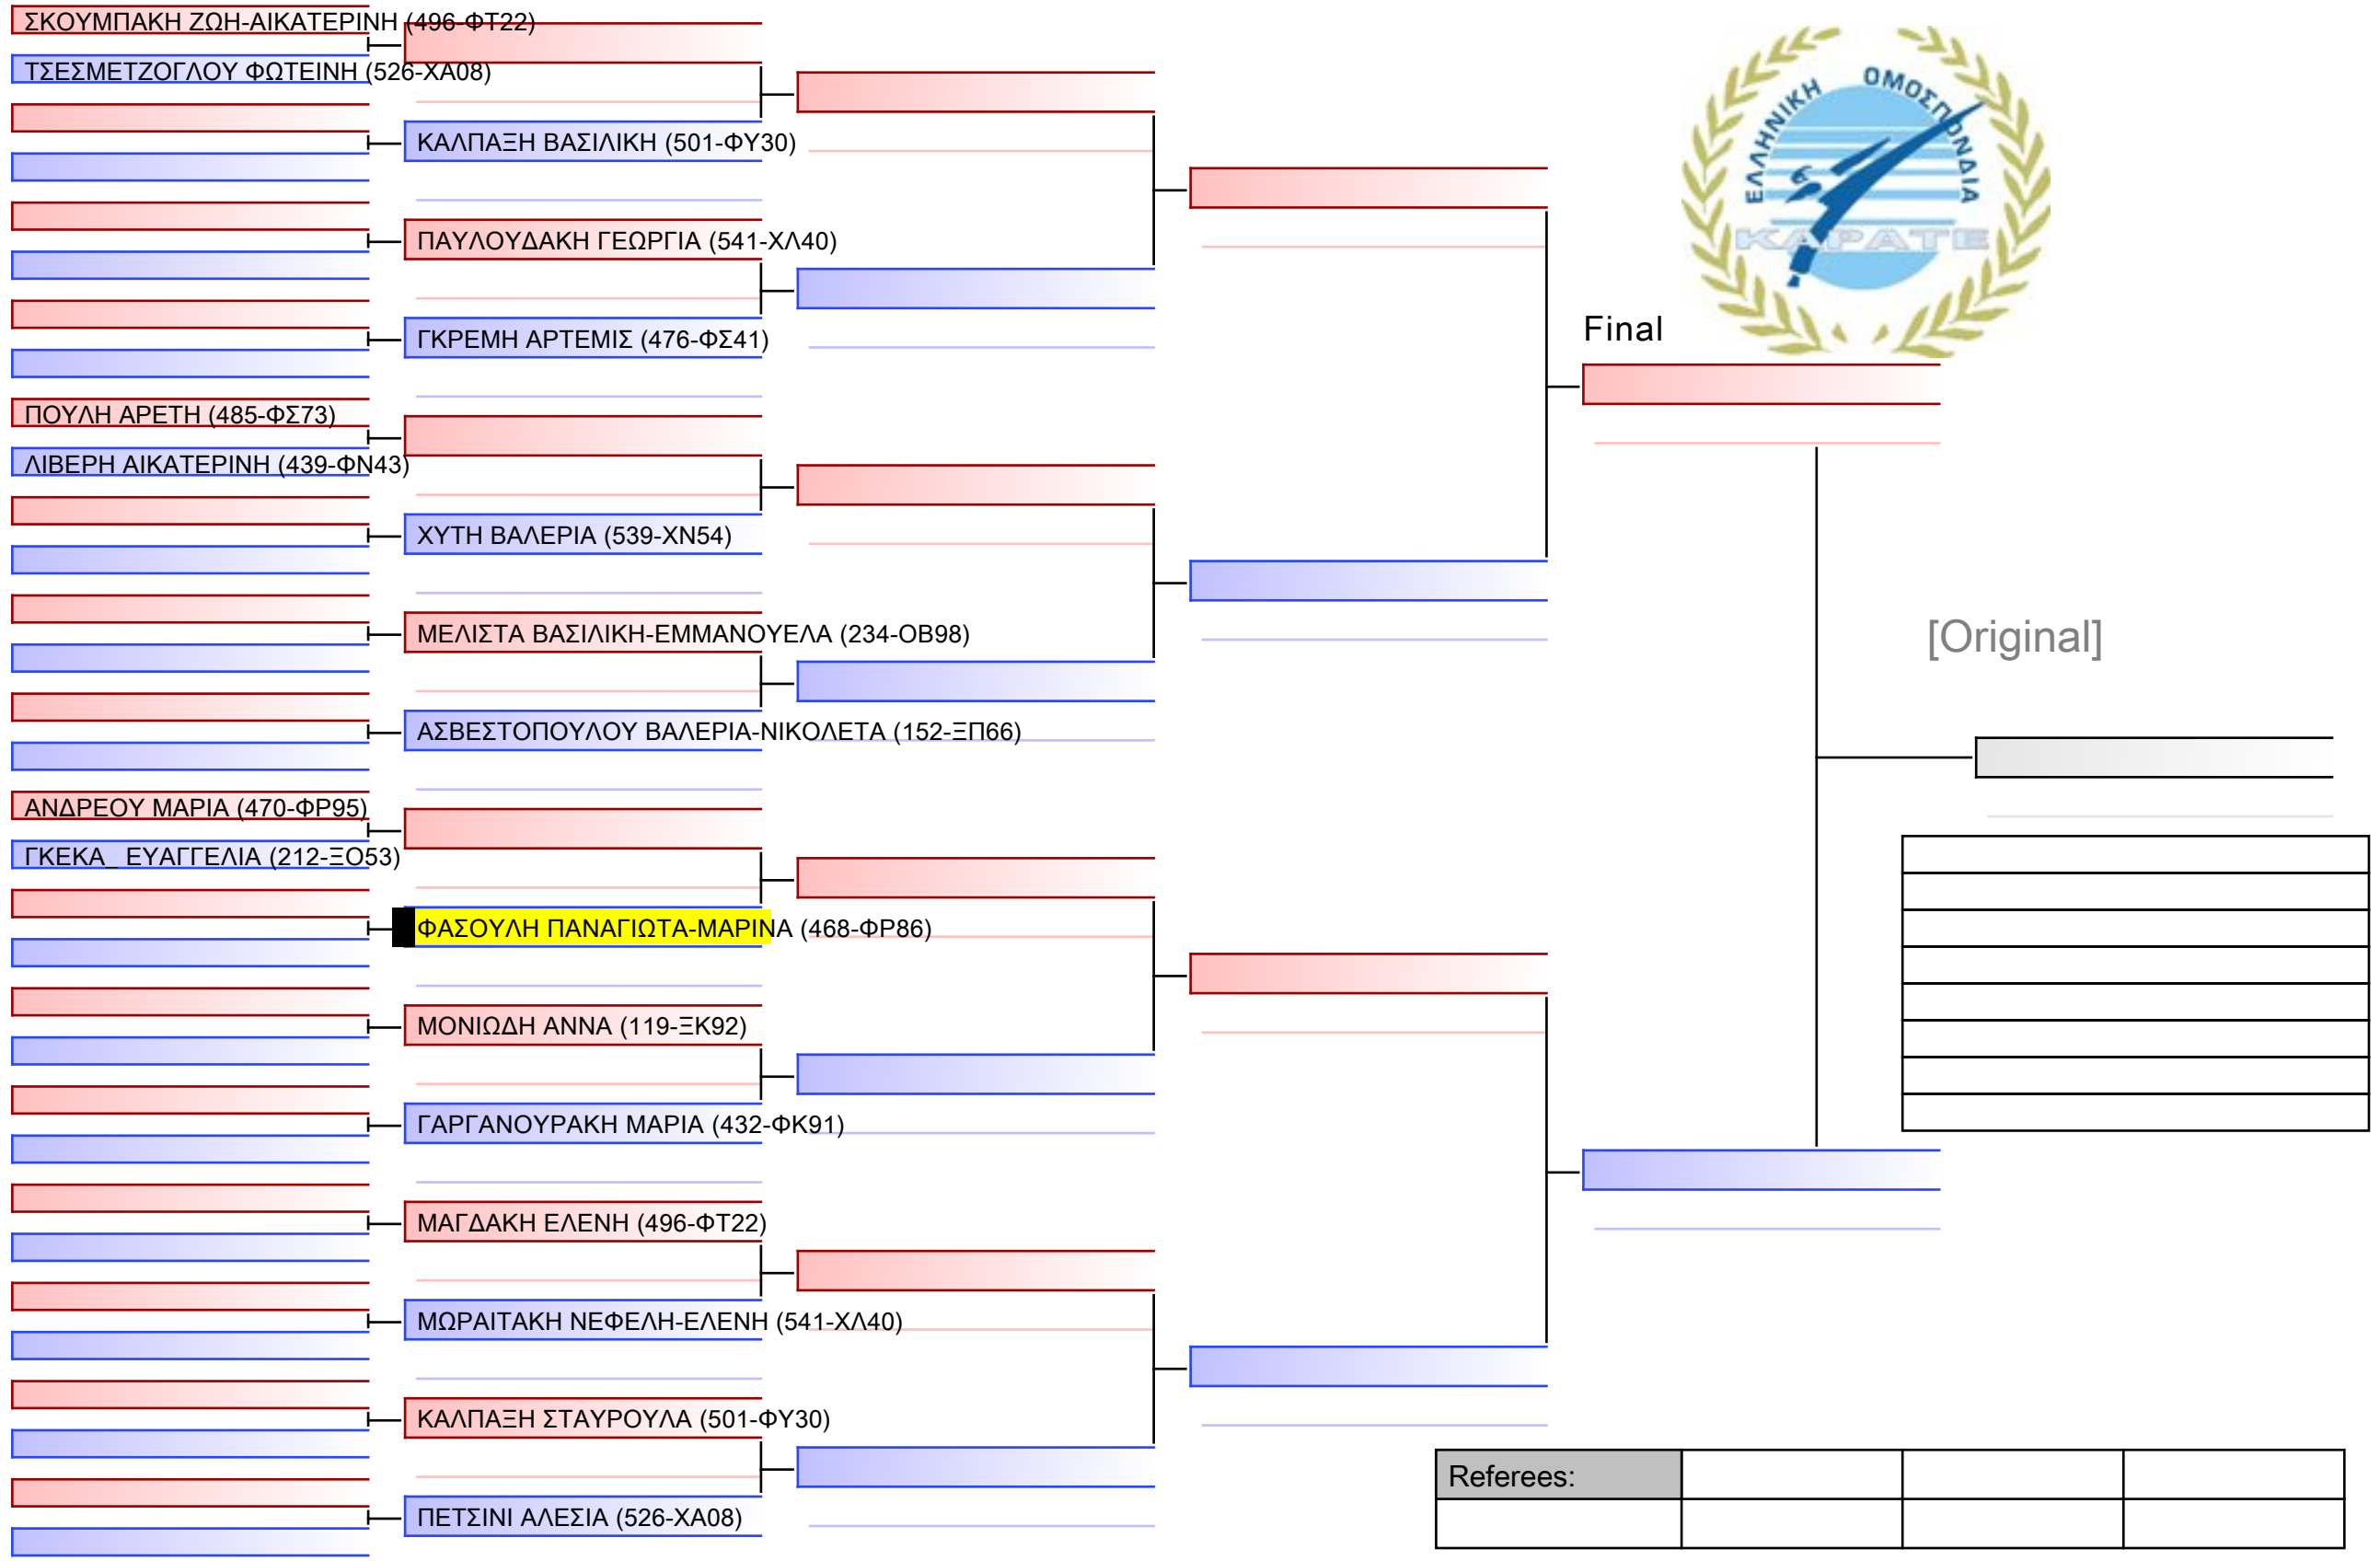 ΣΚΟΥΜΠΑΚΗ ΖΩΗ-ΑΙΚΑΤΕΡΙΝΗ (496-ΦΤ22)
ΤΣΕΣΜΕΤΖΟΓΛΟΥ ΦΩΤΕΙΝΗ (526-ΧΑ08)
ΚΑΛΠΑΞΗ ΒΑΣΙΛΙΚΗ (501-ΦΥ30)
ΠΑΥΛΟΥΔΑΚΗ ΓΕΩΡΓΙΑ (541-ΧΛ40)
ΓΚΡΕΜΗ ΑΡΤΕΜΙΣ (476-ΦΣ41)
ΠΟΥΛΗ ΑΡΕΤΗ (485-ΦΣ73)
ΛΙΒΕΡΗ ΑΙΚΑΤΕΡΙΝΗ (439-ΦΝ43)
ΧΥΤΗ ΒΑΛΕΡΙΑ (539-ΧΝ54)
ΜΕΛΙΣΤΑ ΒΑΣΙΛΙΚΗ-ΕΜΜΑΝΟΥΕΛΑ (234-ΟΒ98)
ΑΣΒΕΣΤΟΠΟΥΛΟΥ ΒΑΛΕΡΙΑ-ΝΙΚΟΛΕΤΑ (152-ΞΠ66)
ΑΝΔΡΕΟΥ ΜΑΡΙΑ (470-ΦΡ95)
ΓΚΕΚΑ_ ΕΥΑΓΓΕΛΙΑ (212-ΞΟ53)
ΦΑΣΟΥΛΗ ΠΑΝΑΓΙΩΤΑ-ΜΑΡΙΝΑ (468-ΦΡ86)
ΜΟΝΙΩΔΗ ΑΝΝΑ (119-ΞΚ92)
ΓΑΡΓΑΝΟΥΡΑΚΗ ΜΑΡΙΑ (432-ΦΚ91)
ΜΑΓΔΑΚΗ ΕΛΕΝΗ (496-ΦΤ22)
ΜΩΡΑΙΤΑΚΗ ΝΕΦΕΛΗ-ΕΛΕΝΗ (541-ΧΛ40)
ΚΑΛΠΑΞΗ ΣΤΑΥΡΟΥΛΑ (501-ΦΥ30)
ΠΕΤΣΙΝΙ ΑΛΕΣΙΑ (526-ΧΑ08)
ΕΛΛΗΝΙΚΗ ΟΜΟΣΠΟΝΔΙΑ
ΚΑΡΑΤΕ
Final
[Original]
Referees: